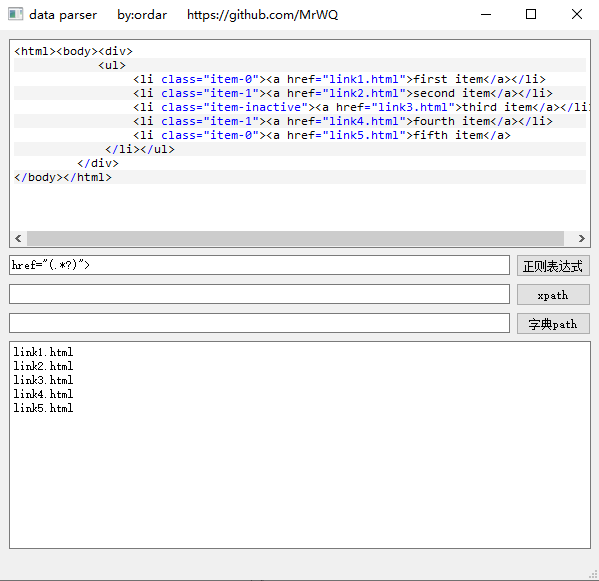 data parser by:ordar https://github.com/MrWQ
<html><body><div>
<ul>
<li class="item-0"><a href="link1.html">first item</a></li>
<li class="item-1"><a href="link2.html">second item</a></li>
<li class="item-inactive"><a href="link3.html">third item</a></li
<li class="item-1"><a href="link4.html">fourth item</a></li>
<li class="item-0"><a href="link5.html">fifth item</a>
</li></ul>
</div>
</body></html>
href="(.*?)"> 正则表达式
xpath
字典path
link1.html
link2.html
link3.html
link4.html
link5.html